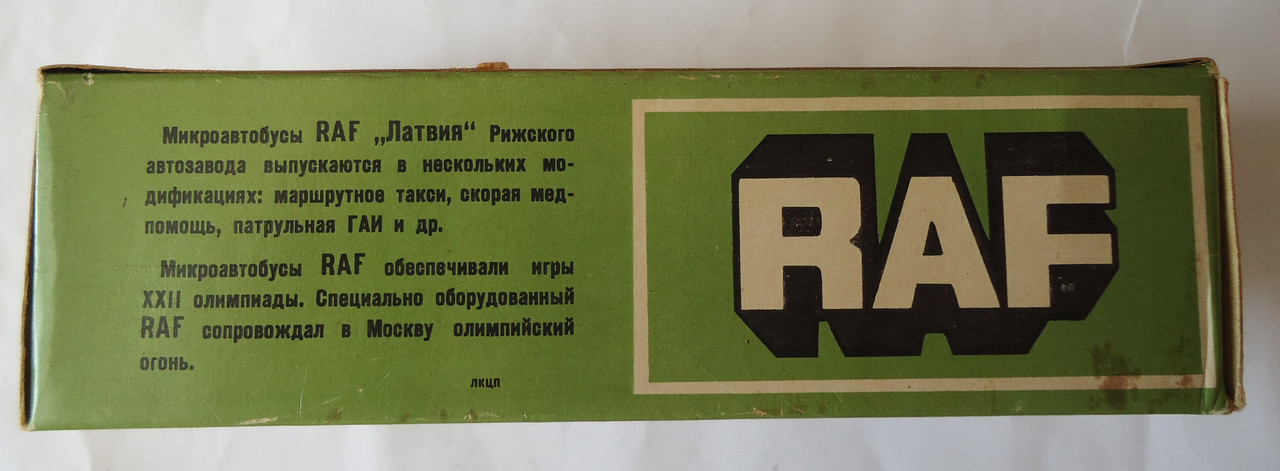 Микроавтобусы RAF „Латвия“ Рижского
автозавода выпускаются в нескольких мо-
дификациях: маршрутное такси, скорая мед-
помощь, патрульная ГАИ и др.
Микроавтобусы RAF обеспечивали игры
XXII олимпиады. Специально оборудованный
RAF сопровождал в Москву олимпийский
огонь.
ЛКЦП
RAF